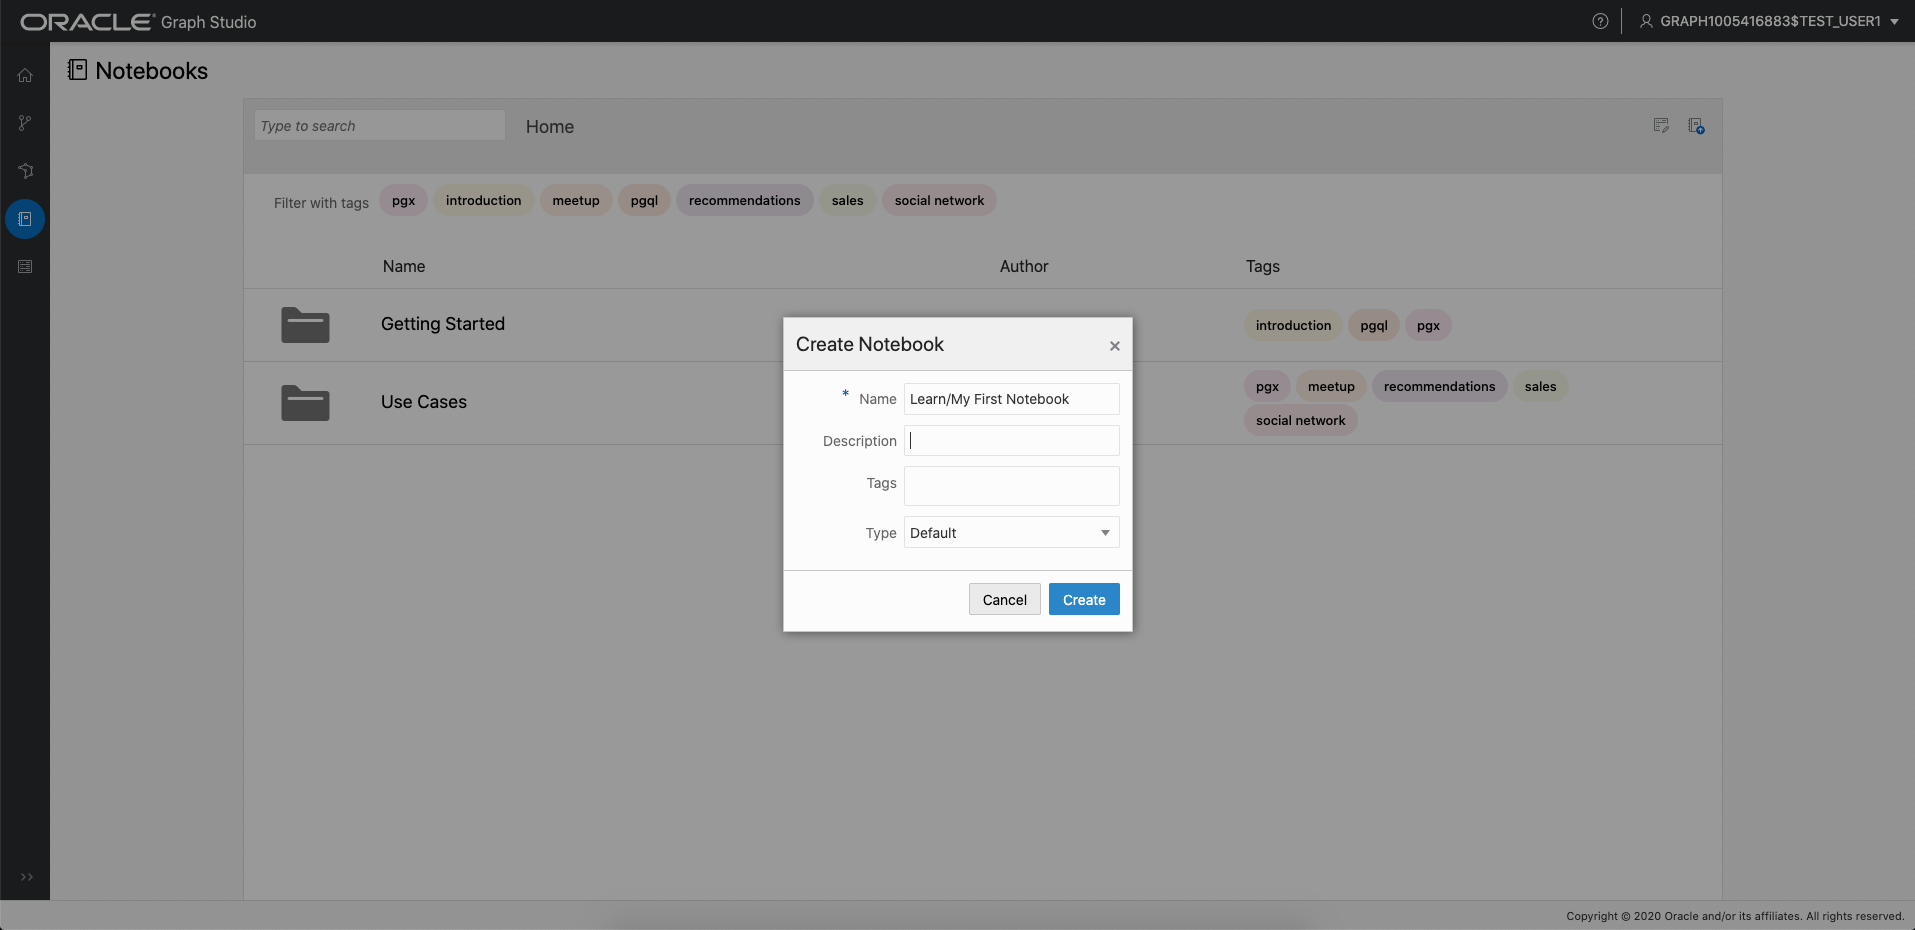 ORACLE® Graph Studio
GRAPH1005416883$TEST_USER1
Notebooks
Type to search
Home
Filter with tags pgx introduction meetup pgql recommendations sales social network
Name Author Tags
Getting Started introduction pgql pgx
Use Cases pgx meetup recommendations sales
social network
Create Notebook ×
* Name Learn/My First Notebook
Description
Tags
Type Default
Cancel Create
Copyright © 2020 Oracle and/or its affiliates. All rights reserved.